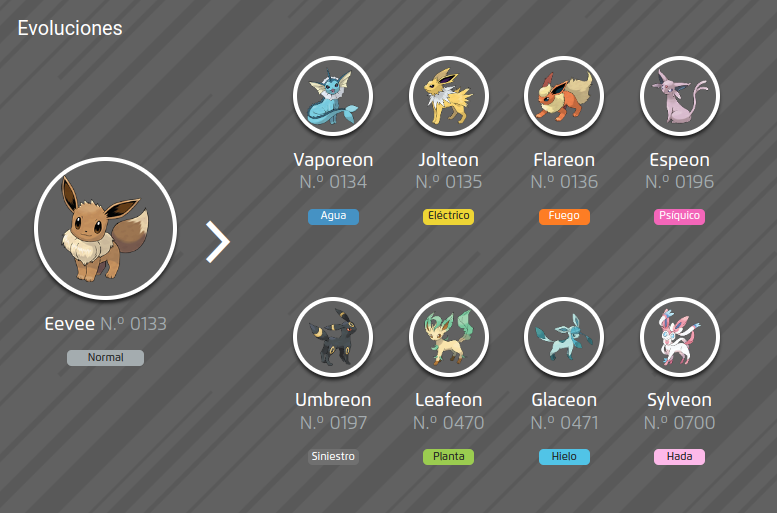 Evoluciones
Eevee N.º 0133
Normal
Vaporeon Jolteon Flareon Espeon
N.º 0134 N.º 0135 N.º 0136 N.º 0196
Agua Eléctrico Fuego Psíquico
Umbreon Leafeon Glaceon Sylveon
N.º 0197 N.º 0470 N.º 0471 N.º 0700
Siniestro Planta Hielo Hada